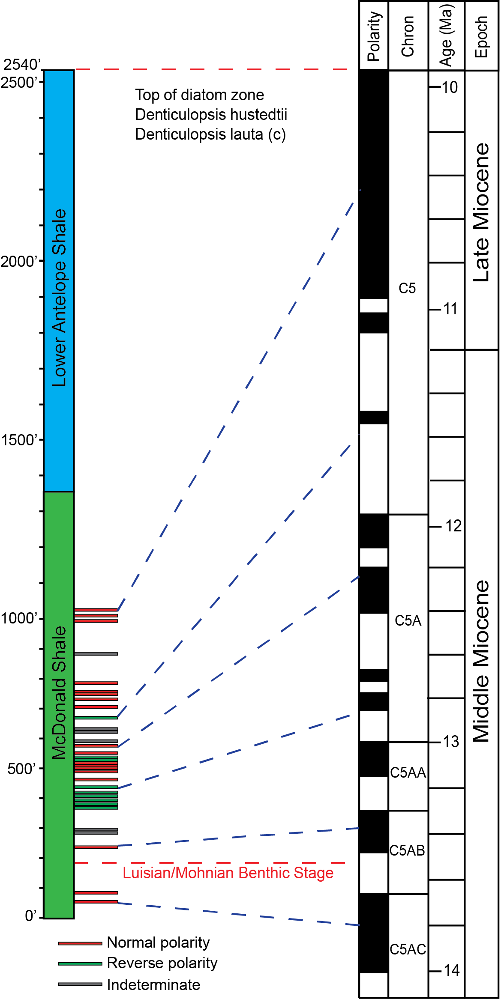 Polarity
Chron
Age (Ma)
Epoch
2540’
2500’
2000’
1500’
1000’
500’
0’
Lower Antelope Shale
McDonald Shale
Top of diatom zone
Denticulopsis hustedtii
Denticulopsis lauta (c)
Luisian/Mohnian Benthic Stage
C5
C5A
C5AA
C5AB
C5AC
10
11
12
13
14
Late Miocene
Middle Miocene
Normal polarity
Reverse polarity
Indeterminate